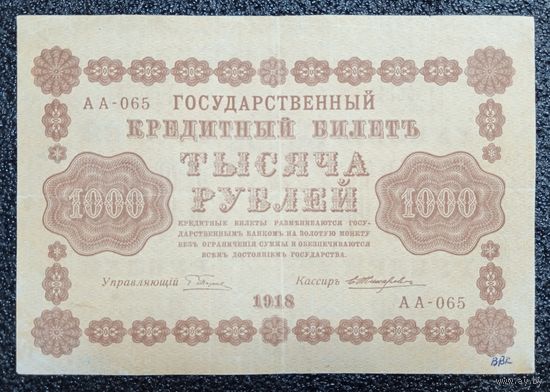 АА-065 ГОСУДАРСТВЕННЫЙ
КРЕДИТНЫЙ БИЛЕТЪ
ТЫСЯЧА
РУБЛЕЙ
1000 1000
КРЕДИТНЫЕ БИЛЕТЫ РАЗМѢНИВАЮТСЯ ГОСУ-
ДАРСТВЕННЫМЪ БАНКОМЪ НА ЗОЛОТУЮ МОНЕТУ
БЕЗЪ ОГРАНИЧЕНІЯ СУММЫ И ОБЕЗПЕЧИВАЮТСЯ
ВСѢМЪ ДОСТОЯНІЕМЪ ГОСУДАРСТВА.
Управляющій Кассиръ
1918
АА-065
BBR